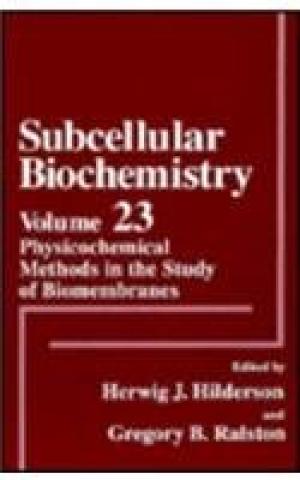 Subcellular
Biochemistry
Volume 23
Physicochemical
Methods in the Study
of Biomembranes
Edited by
Herwig J. Hilderson
and
Gregory B. Ralston